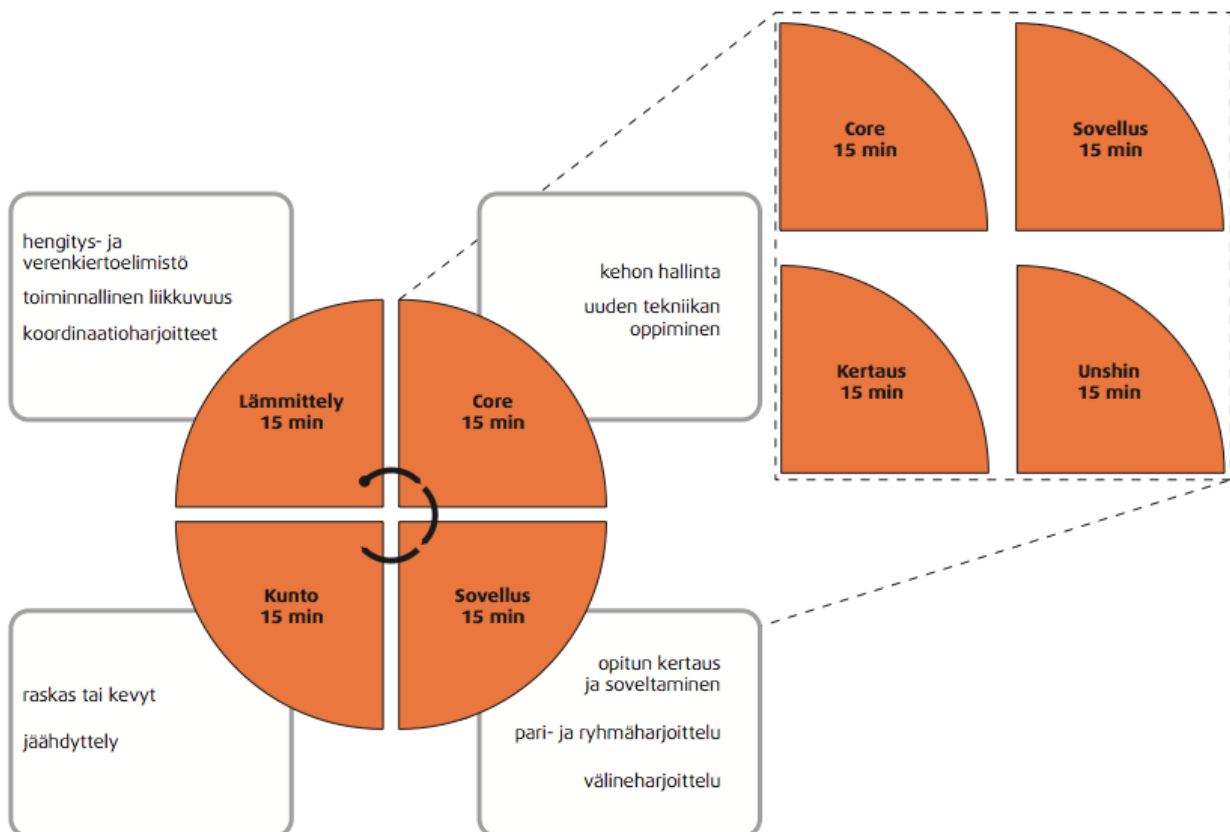 hengitys- ja
verenkiertoelimistö
toiminnallinen liikkuvuus
koordinaatioharjoitteet
kehon hallinta
uuden tekniikan
oppiminen
Lämmittely
15 min
Core
15 min
Kunto
15 min
Sovellus
15 min
raskas tai kevyt
jäähdyttely
opitun kertaus
ja soveltaminen
pari- ja ryhmäharjoittelu
välineharjoittelu
Core
15 min
Sovellus
15 min
Kertaus
15 min
Unshin
15 min